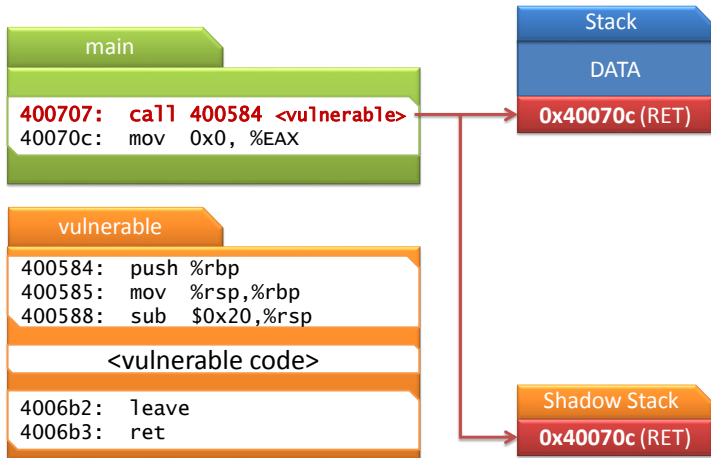 main
400707: call 400584 <vulnerable>
40070c: mov 0x0, %EAX
vulnerable
400584: push %rbp
400585: mov %rsp,%rbp
400588: sub $0x20,%rsp
<vulnerable code>
4006b2: leave
4006b3: ret
Stack
DATA
0x40070c (RET)
Shadow Stack
0x40070c (RET)